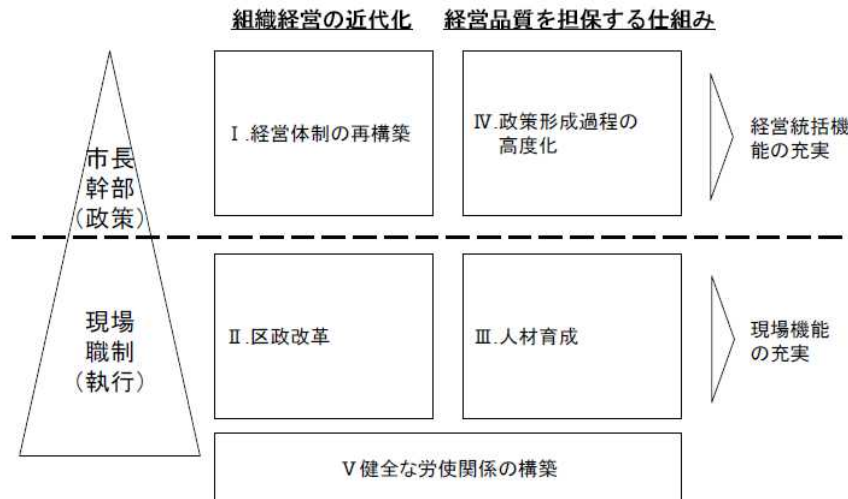 組織経営の近代化
経営品質を担保する仕組み
市長
幹部
(政策)
Ⅰ.経営体制の再構築
Ⅳ.政策形成過程の
高度化
経営統括機
能の充実
現場
職制
(執行)
Ⅱ.区政改革
Ⅲ.人材育成
現場機能
の充実
Ⅴ健全な労使関係の構築